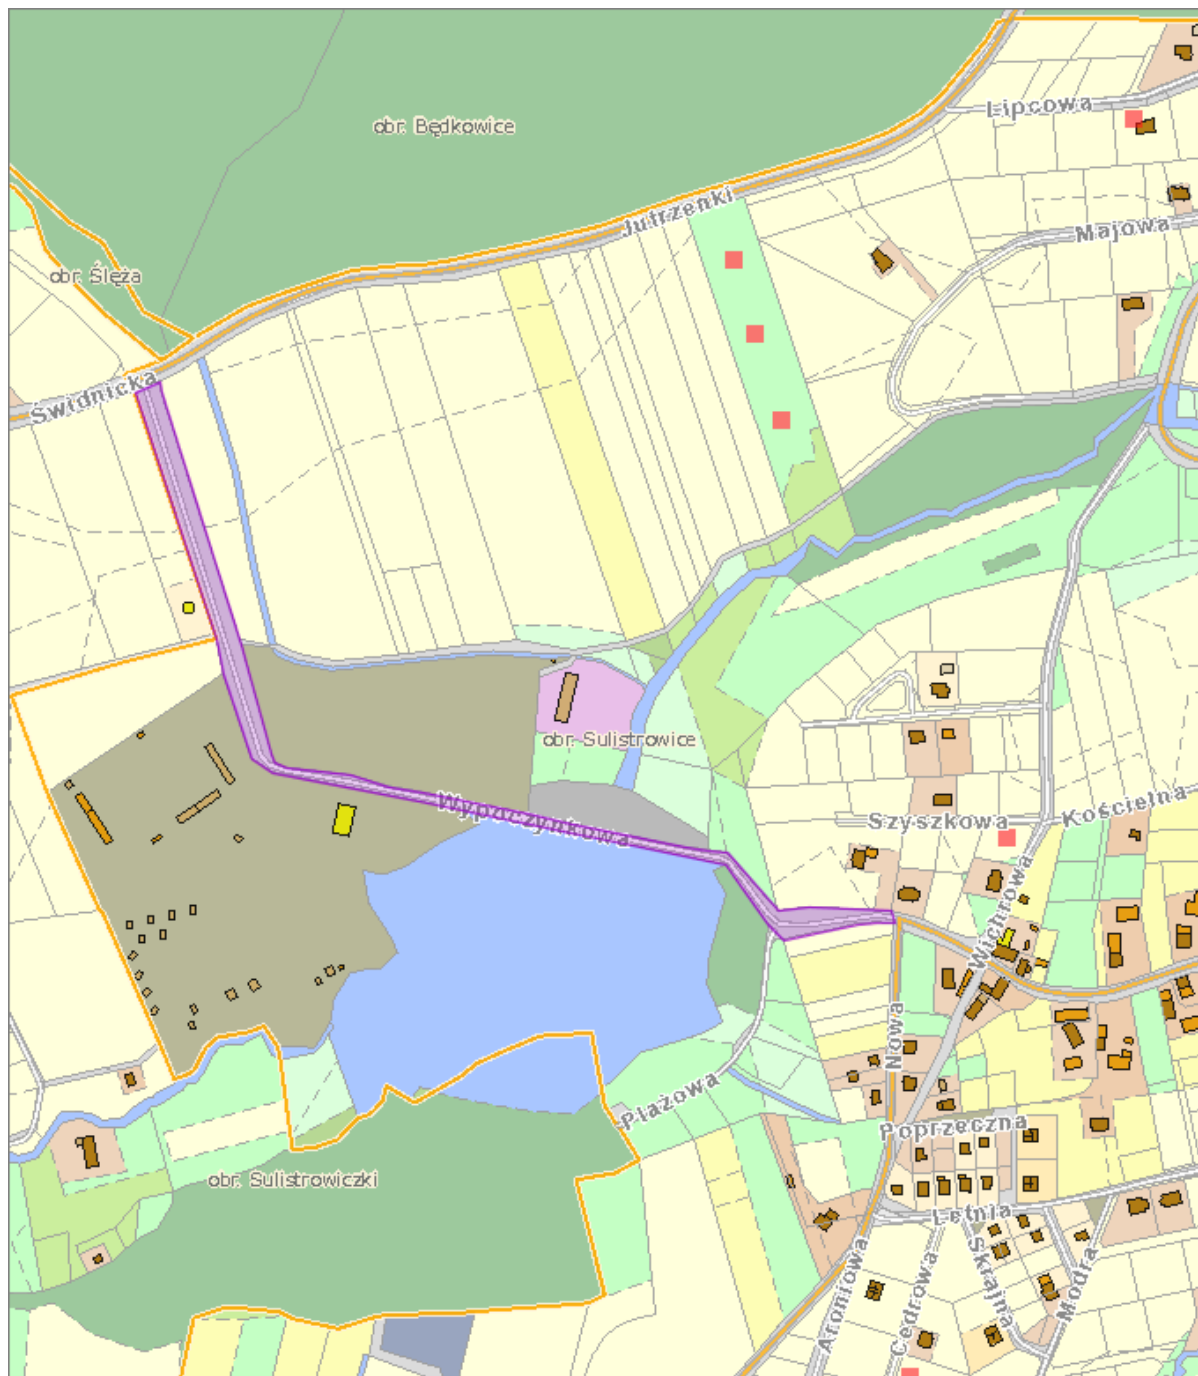 Lipcowa
obr. Będkowice
Jutrzenki
Majowa
obr. Ślęża
Świdnicka
obr. Sulistrowice
Wypoczynkowa
Szyszkowa
Kościelna
Wichrowa
Nowa
Plażowa
Poprzeczna
obr. Sulistrowiczki
Letnia
Skrajna
Modra
Aroniowa
Cedrowa